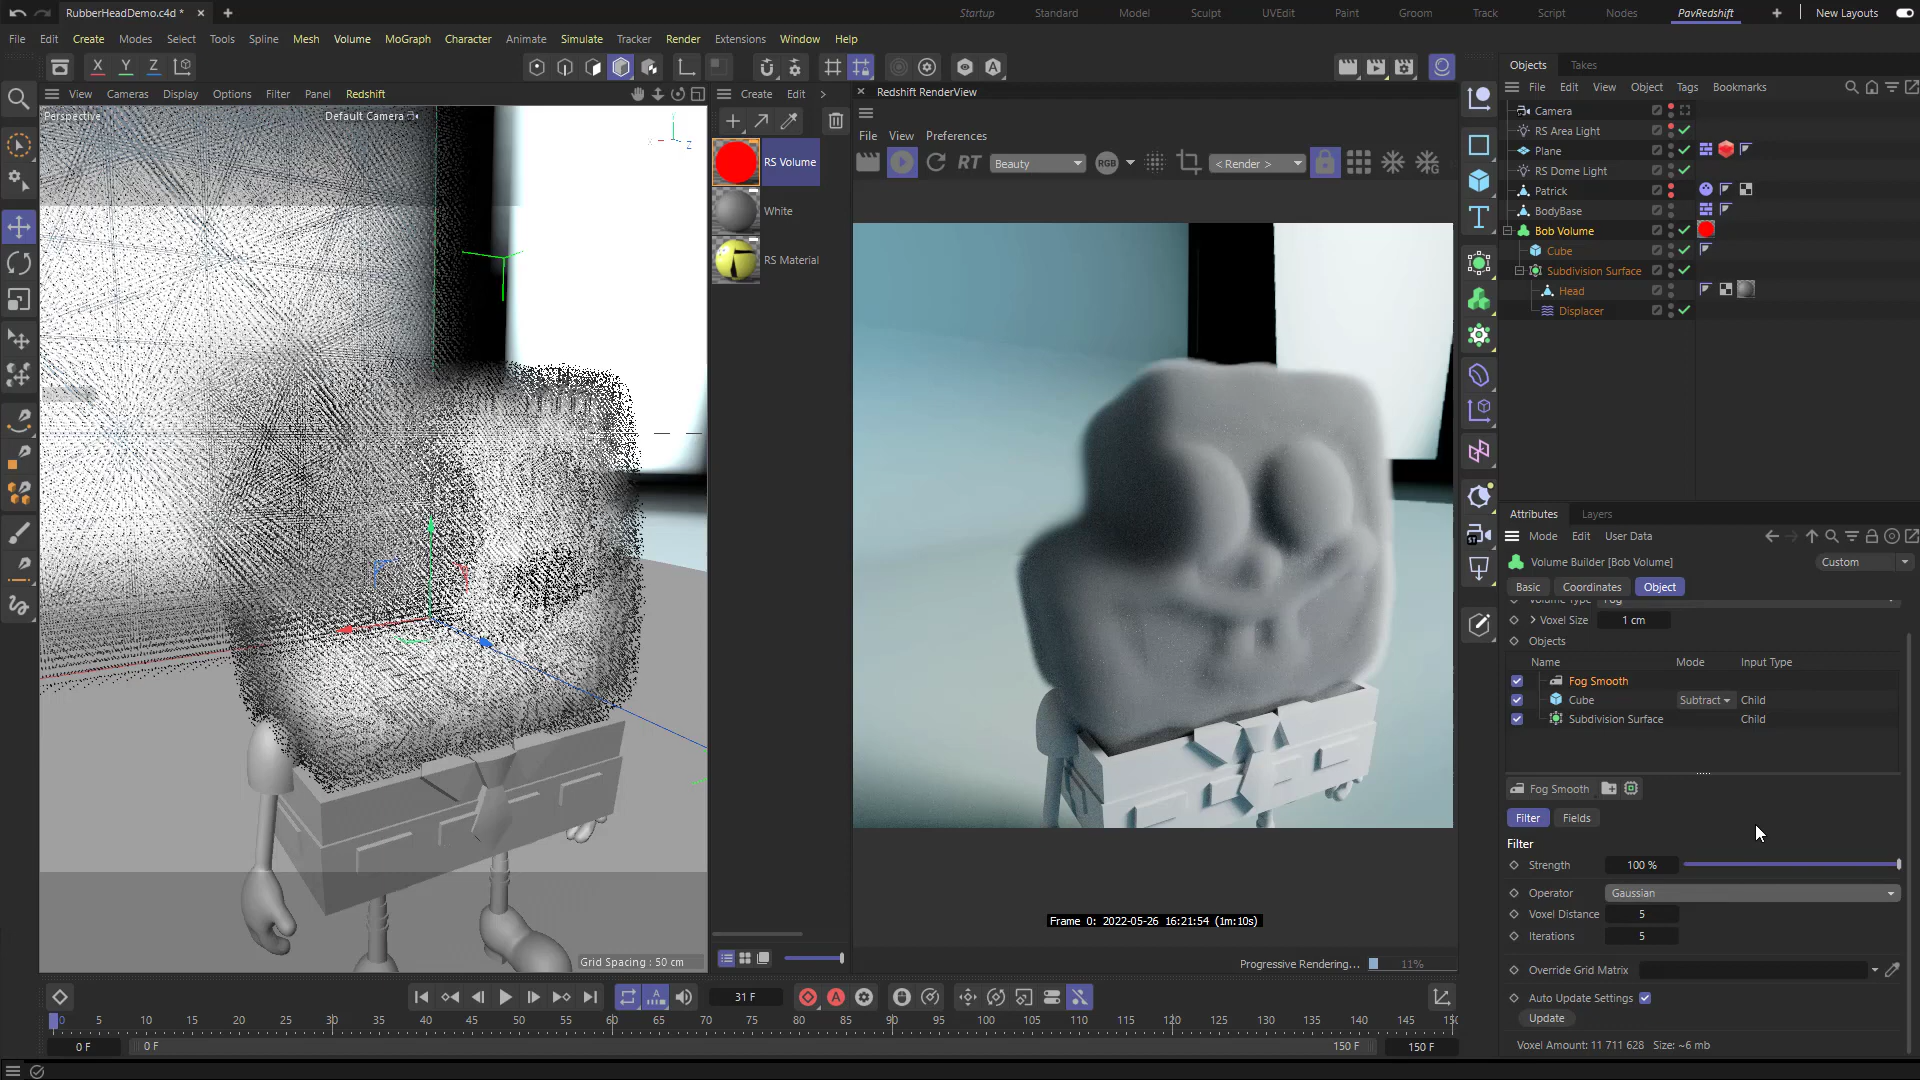 RubberHeadDemo.c4d *
Startup Standard Model Sculpt UVEdit Paint Groom Track Script Nodes PavRedshift New Layouts
File Edit Create Modes Select Tools Spline Mesh Volume MoGraph Character Animate Simulate Tracker Render Extensions Window Help
X Y Z
Objects Takes
File Edit View Object Tags Bookmarks
View Cameras Display Options Filter Panel Redshift
Perspective
Default Camera
Create Edit
RS Volume
White
RS Material
Redshift RenderView
File View Preferences
RT Beauty RGB < Render >
Camera
RS Area Light
Plane
RS Dome Light
Patrick
BodyBase
Bob Volume
Cube
Subdivision Surface
Head
Displacer
Attributes Layers
Mode Edit User Data
Volume Builder [Bob Volume] Custom
Basic Coordinates Object
Volume Type Fog
Voxel Size 1 cm
Objects
Name Mode Input Type
Fog Smooth
Cube Subtract Child
Subdivision Surface Child
Fog Smooth
Filter Fields
Filter
Strength 100 %
Operator Gaussian
Voxel Distance 5
Iterations 5
Override Grid Matrix
Auto Update Settings
Update
Voxel Amount: 11 711 628 Size: ~6 mb
Frame 0: 2022-05-26 16:21:54 (1m:10s)
Progressive Rendering... 11%
Grid Spacing : 50 cm
31 F
0 5 10 15 20 25 30 35 40 45 50 55 60 65 70 75 80 85 90 95 100 105 110 115 120 125 130 135 140 145 15
0 F 0 F 150 F 150 F